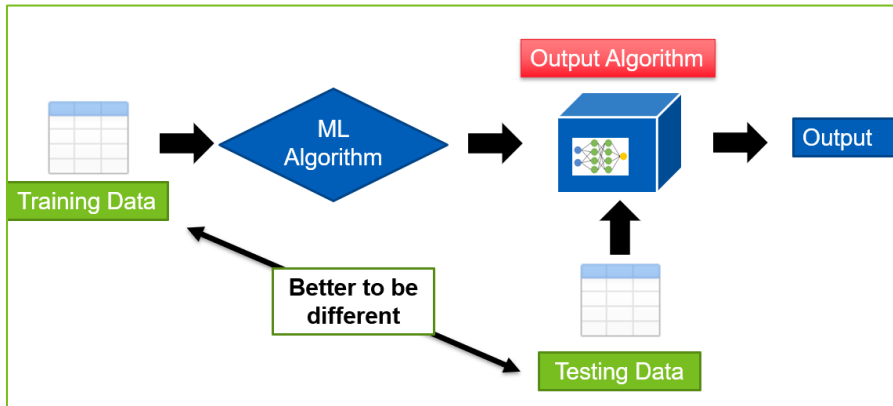 Output Algorithm
ML
Algorithm
Output
Training Data
Better to be
different
Testing Data